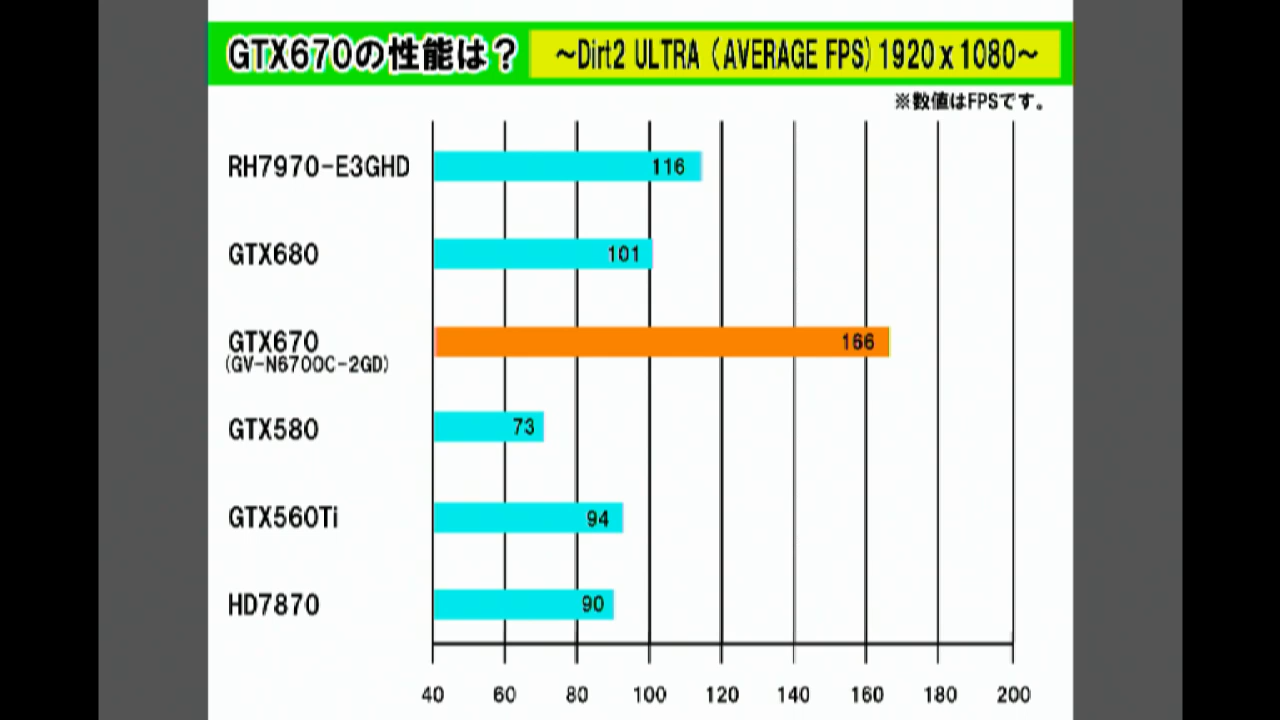 GTX670の性能は？ ～Dirt2 ULTRA（AVERAGE FPS）1920x1080～
※数値はFPSです。
RH7970-E3GHD 116
GTX680 101
GTX670 166
(GV-N670OC-2GD)
GTX580 73
GTX560Ti 94
HD7870 90
40 60 80 100 120 140 160 180 200